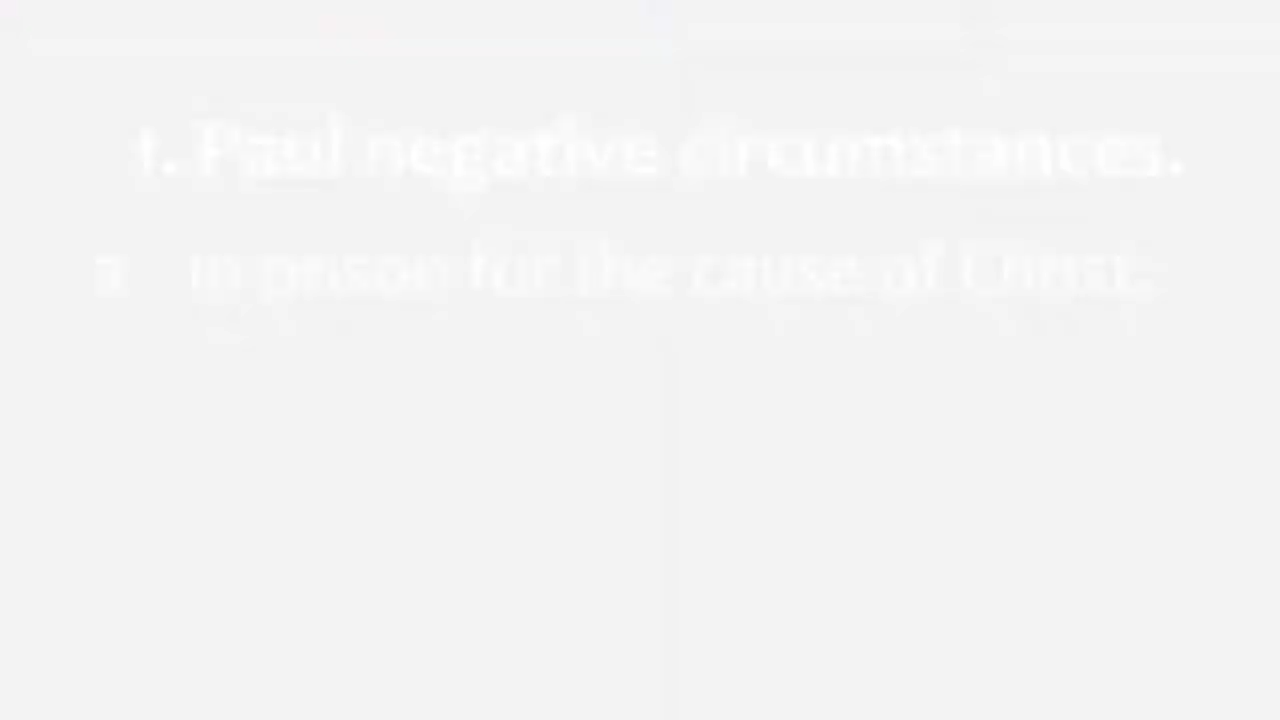 1. Paul negative circumstances.
a in prison for the cause of Christ.